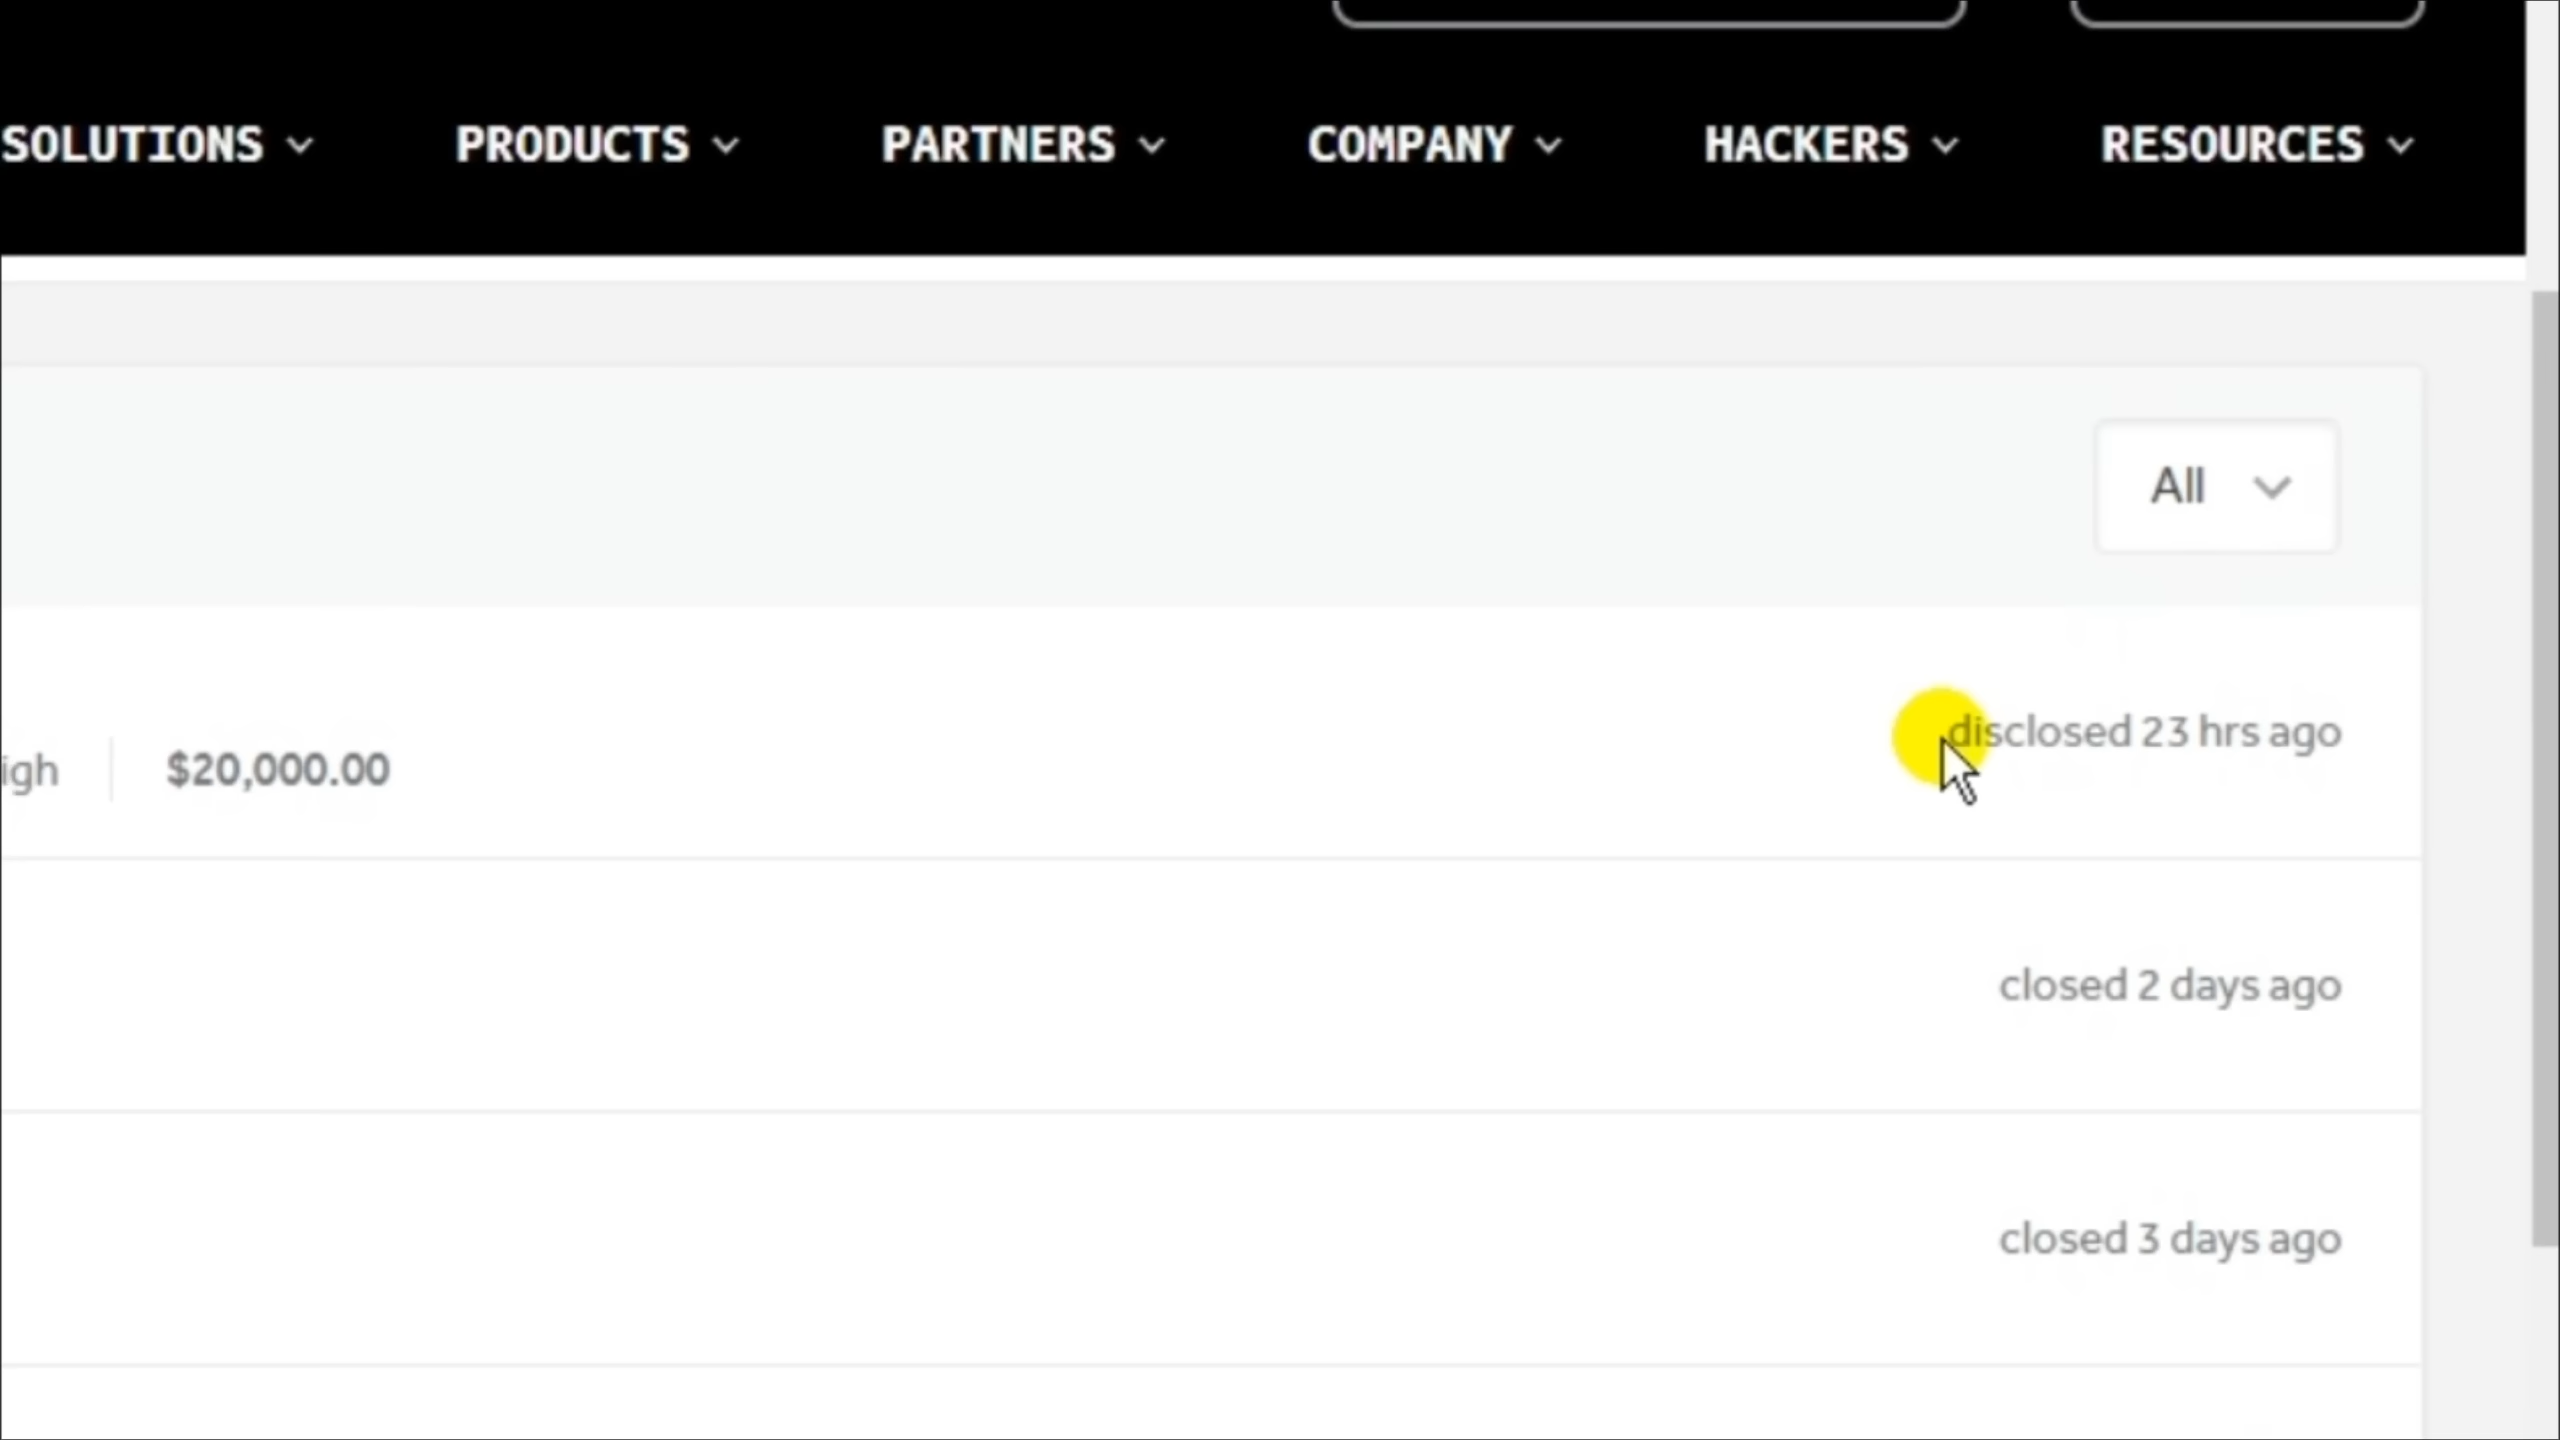 SOLUTIONS PRODUCTS PARTNERS COMPANY HACKERS RESOURCES
All
disclosed 23 hrs ago
igh $20,000.00
closed 2 days ago
closed 3 days ago